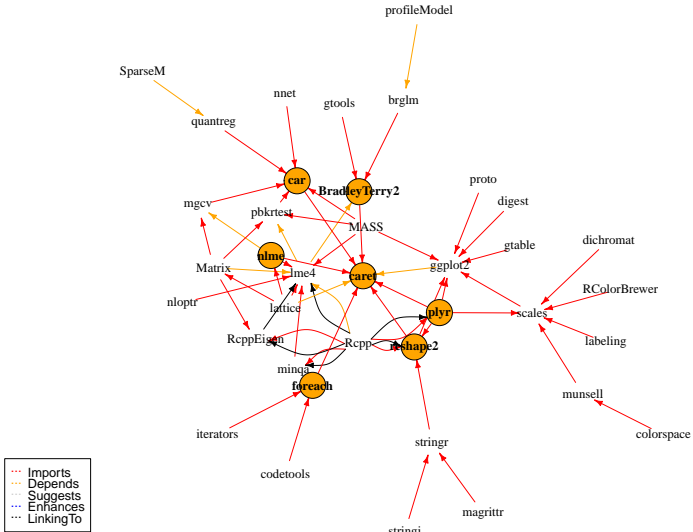 profileModel
SparseM
nnet
gtools
brglm
quantreg
car
BradleyTerry2
proto
mgcv
pbkrtest
digest
MASS
gtable
dichromat
nlme
Matrix
lme4
caret
ggplot2
RColorBrewer
nloptr
lattice
plyr
scales
RcppEigen
Rcpp
reshape2
labeling
minqa
foreach
munsell
iterators
stringr
colorspace
codetools
magrittr
stringi
Imports
Depends
Suggests
Enhances
LinkingTo